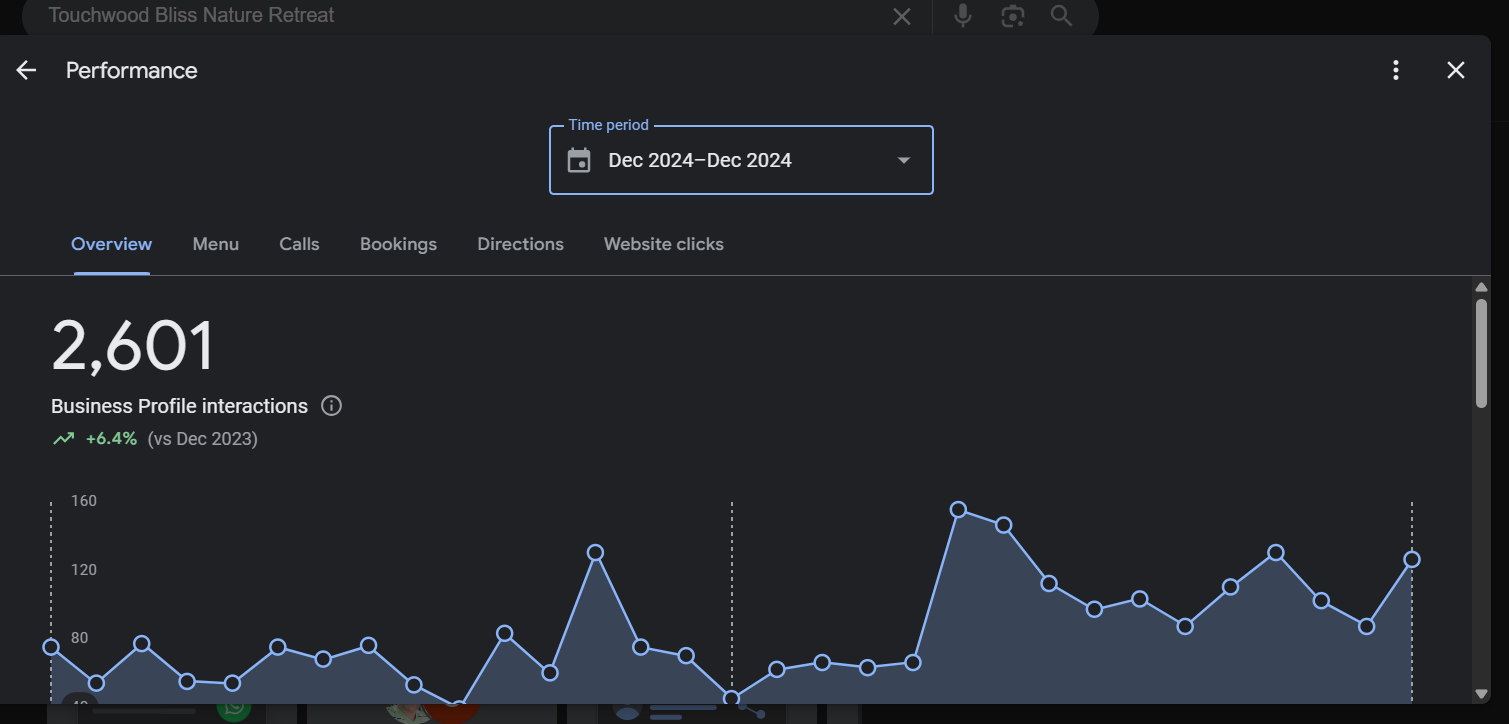 Touchwood Bliss Nature Retreat
Performance
Time period
Dec 2024–Dec 2024
Overview Menu Calls Bookings Directions Website clicks
2,601
Business Profile interactions
+6.4% (vs Dec 2023)
160
120
80